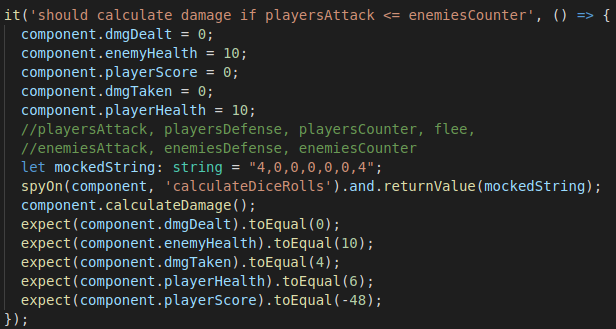 it('should calculate damage if playersAttack <= enemiesCounter', () => {
component.dmgDealt = 0;
component.enemyHealth = 10;
component.playerScore = 0;
component.dmgTaken = 0;
component.playerHealth = 10;
//playersAttack, playersDefense, playersCounter, flee,
//enemiesAttack, enemiesDefense, enemiesCounter
let mockedString: string = "4,0,0,0,0,0,4";
spyOn(component, 'calculateDiceRolls').and.returnValue(mockedString);
component.calculateDamage();
expect(component.dmgDealt).toEqual(0);
expect(component.enemyHealth).toEqual(10);
expect(component.dmgTaken).toEqual(4);
expect(component.playerHealth).toEqual(6);
expect(component.playerScore).toEqual(-48);
});